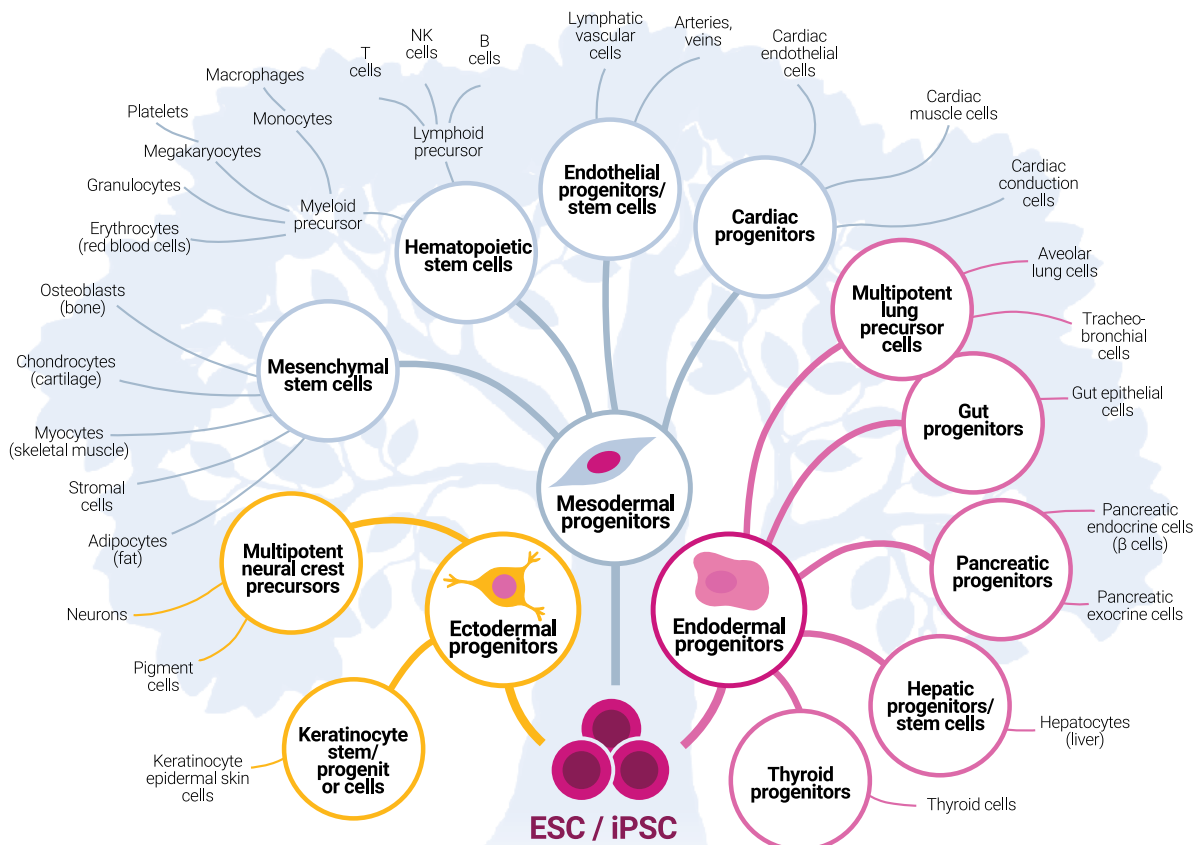 Lymphatic
vascular
cells
Arteries,
veins
Cardiac
endothelial
cells
NK
cells
B
cells
T
cells
Macrophages
Platelets
Monocytes
Megakaryocytes
Granulocytes
Erythrocytes
(red blood cells)
Myeloid
precursor
Lymphoid
precursor
Cardiac
muscle cells
Cardiac
conduction
cells
Hematopoietic
stem cells
Endothelial
progenitors/
stem cells
Cardiac
progenitors
Osteoblasts
(bone)
Chondrocytes
(cartilage)
Myocytes
(skeletal muscle)
Stromal
cells
Adipocytes
(fat)
Mesenchymal
stem cells
Multipotent
lung
precursor
cells
Aveolar
lung cells
Tracheo-
bronchial
cells
Gut
progenitors
Gut epithelial
cells
Mesodermal
progenitors
Multipotent
neural crest
precursors
Neurons
Pigment
cells
Ectodermal
progenitors
Endodermal
progenitors
Pancreatic
progenitors
Pancreatic
endocrine cells
(β cells)
Pancreatic
exocrine cells
Hepatic
progenitors/
stem cells
Hepatocytes
(liver)
Keratinocyte
stem/
progenit
or cells
Keratinocyte
epidermal skin
cells
Thyroid
progenitors
Thyroid cells
ESC / iPSC